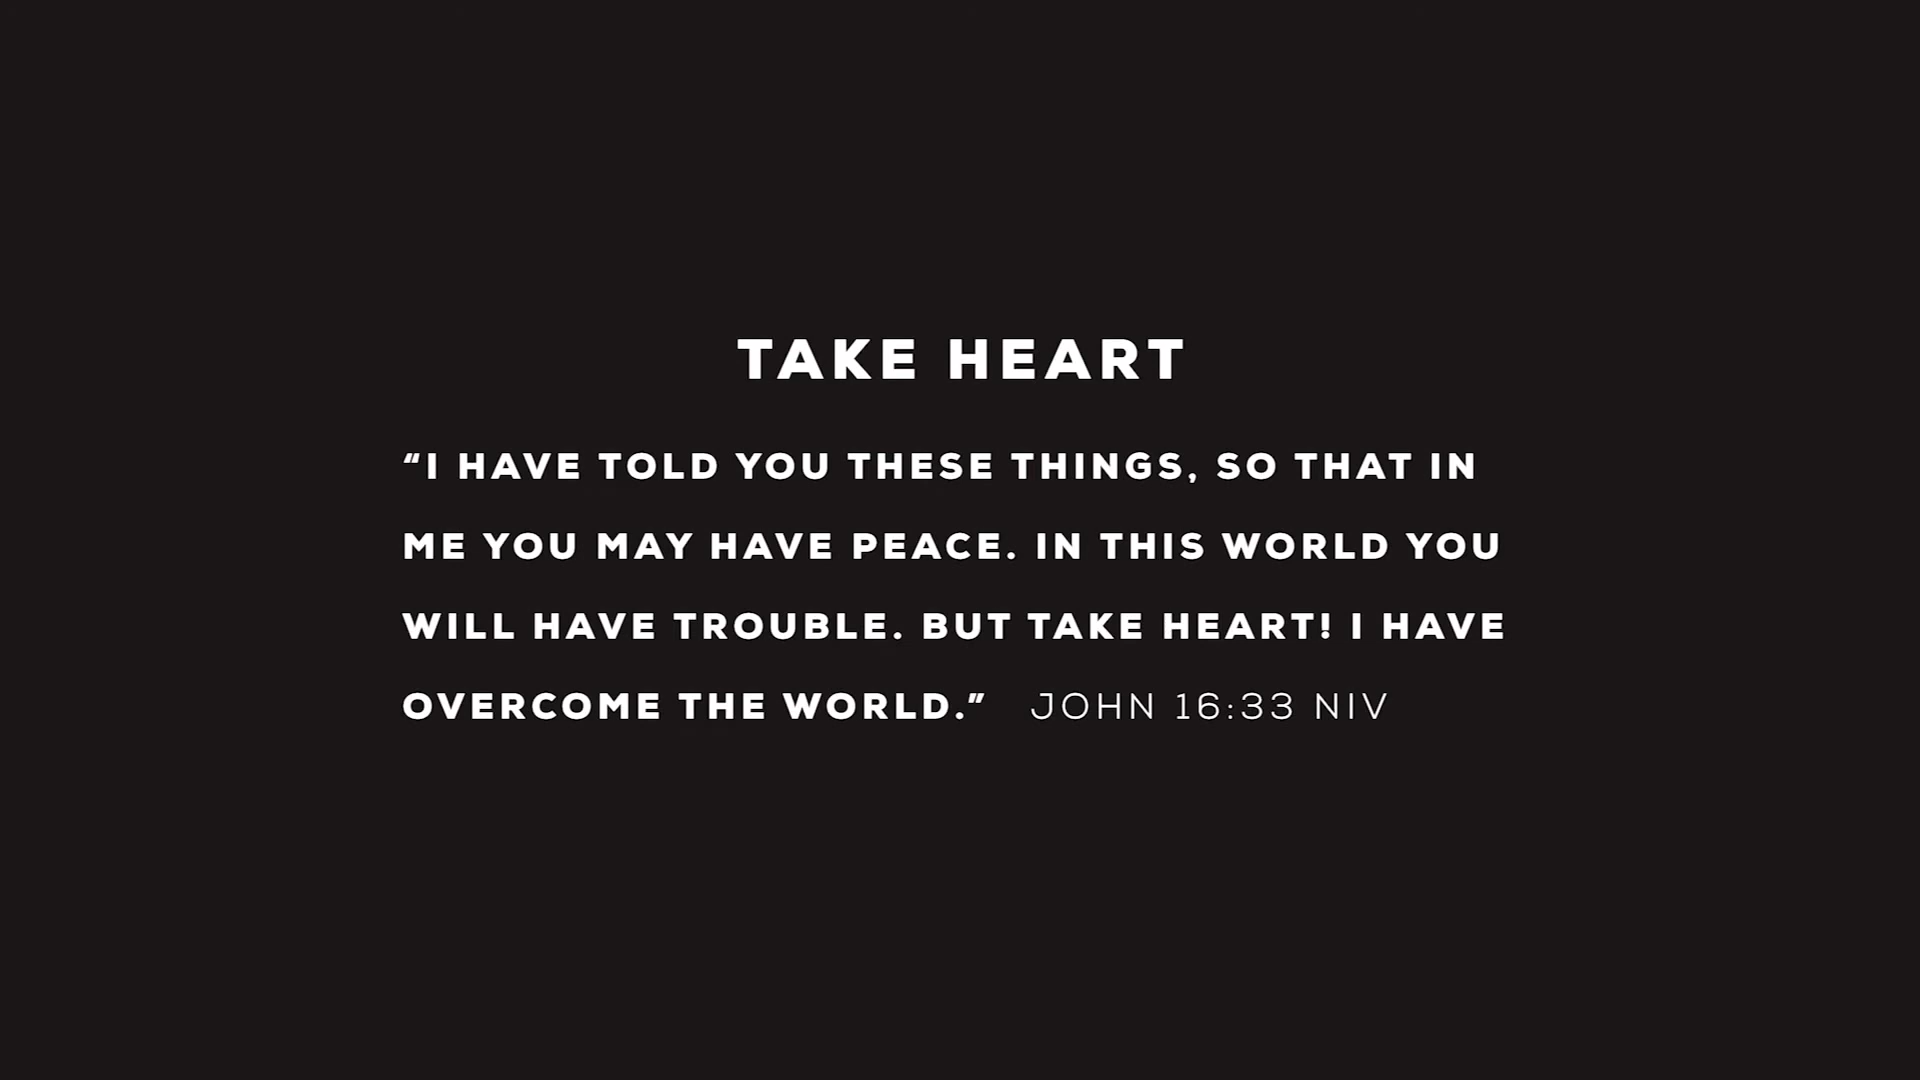 TAKE HEART
“I HAVE TOLD YOU THESE THINGS, SO THAT IN
ME YOU MAY HAVE PEACE. IN THIS WORLD YOU
WILL HAVE TROUBLE. BUT TAKE HEART! I HAVE
OVERCOME THE WORLD.” JOHN 16:33 NIV